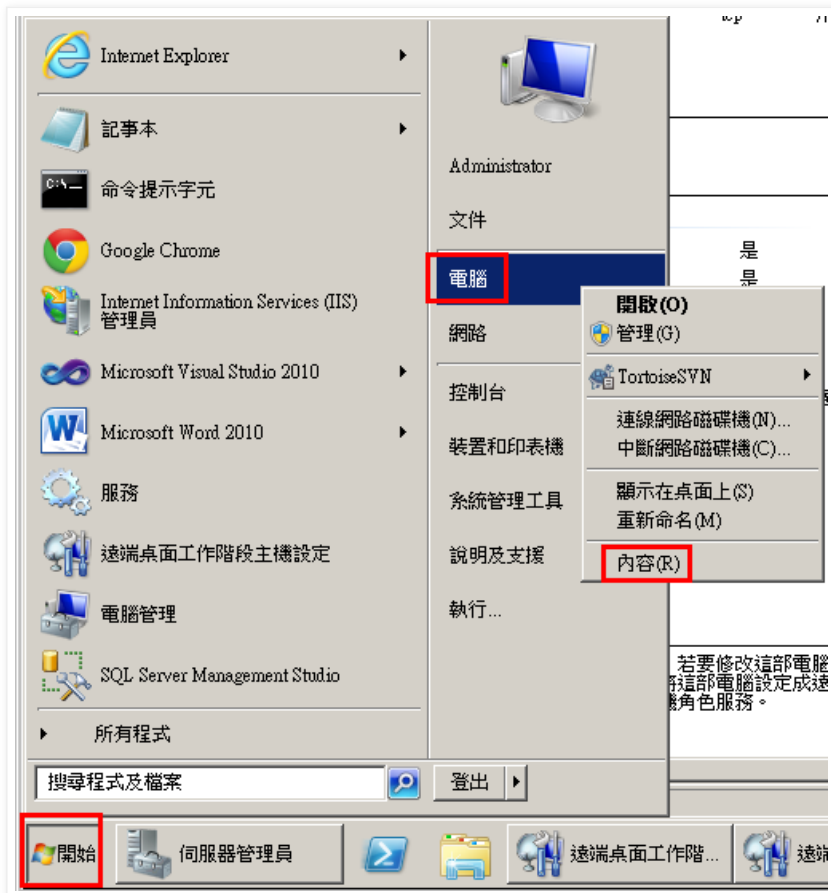 Internet Explorer
記事本
命令提示字元
Google Chrome
Internet Information Services (IIS)
管理員
Microsoft Visual Studio 2010
Microsoft Word 2010
服務
遠端桌面工作階段主機設定
電腦管理
SQL Server Management Studio
所有程式
搜尋程式及檔案
Administrator
文件
電腦
網路
控制台
裝置和印表機
系統管理工具
說明及支援
執行...
登出
開啟(O)
管理(G)
TortoiseSVN
連線網路磁碟機(N)...
中斷網路磁碟機(C)...
顯示在桌面上(S)
重新命名(M)
內容(R)
是
是
若要修改這部電腦
這部電腦設定成遠
角色服務。
開始
伺服器管理員
遠端桌面工作階...
遠端